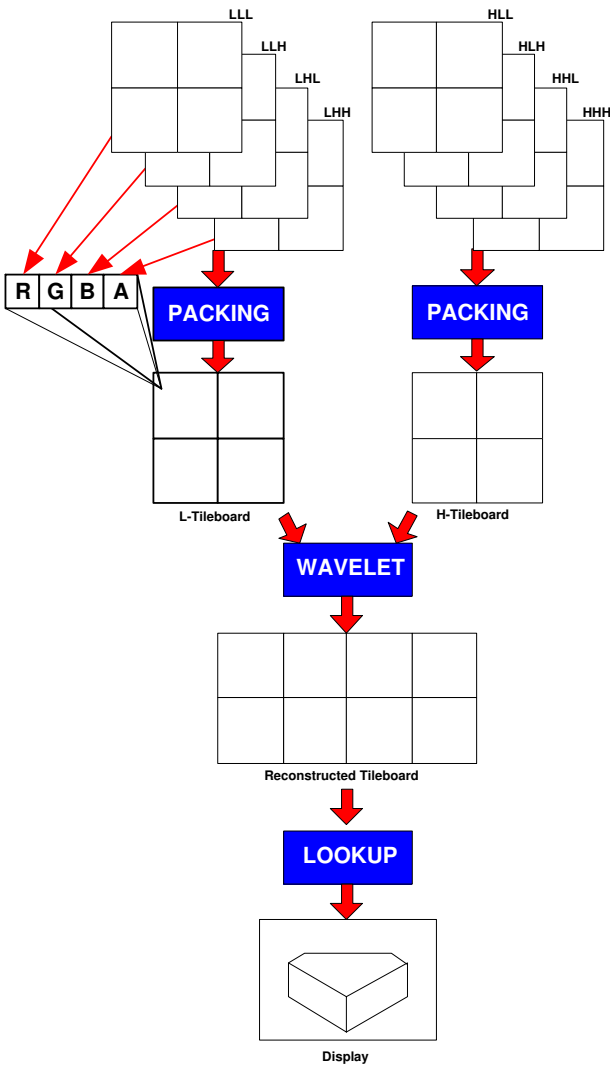 LLL
HLL
LLH
HLH
LHL
HHL
LHH
HHH
R G B A
PACKING
PACKING
L-Tileboard
H-Tileboard
WAVELET
Reconstructed Tileboard
LOOKUP
Display